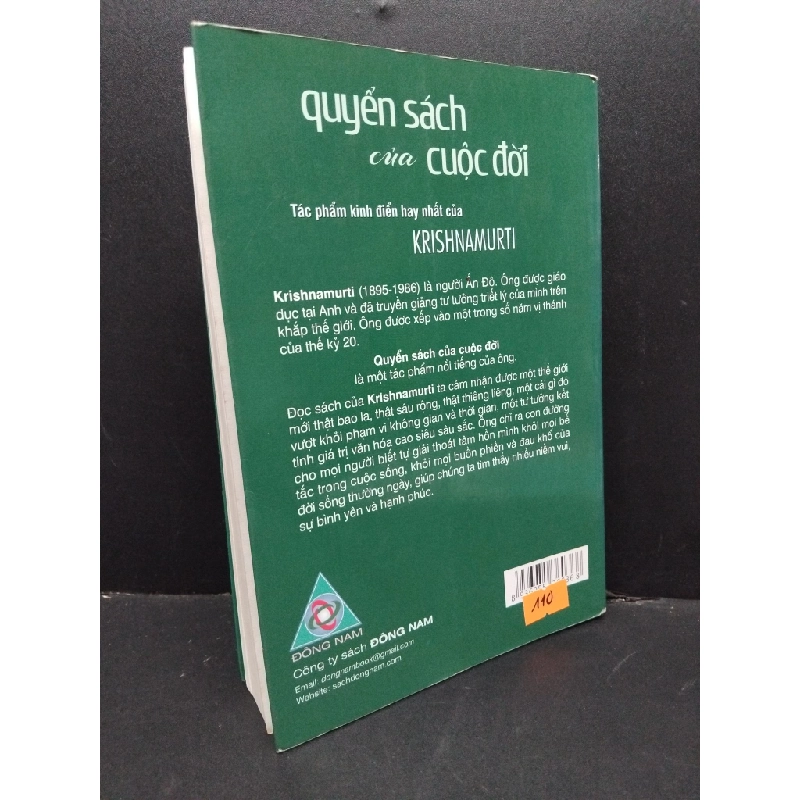 quyển sách
của cuộc đời
Tác phẩm kinh điển hay nhất của
KRISHNAMURTI
Krishnamurti (1895-1986) là người Ấn Độ. Ông được giáo
dục tại Anh và đã truyền giảng tư tưởng triết lý của mình trên
khắp thế giới. Ông được xếp vào một trong số năm vị thánh
của thế kỷ 20.
Quyển sách của cuộc đời
là một tác phẩm nổi tiếng của ông.
Đọc sách của Krishnamurti ta cảm nhận được một thế giới
mới thật bao la, thật sâu rộng, thật thiêng liêng, một cái gì đó
vượt khỏi phạm vi không gian và thời gian, một tư tưởng kết
tinh giá trị văn hóa cao siêu sâu sắc. Ông chỉ ra con đường
cho mọi người biết tự giải thoát tâm hồn mình khỏi mọi bế
tắc trong cuộc sống, khỏi mọi buồn phiền và đau khổ của
đời sống thường ngày, giúp chúng ta tìm thấy nhiều niềm vui,
sự bình yên và hạnh phúc.
110
ĐÔNG NAM
Công ty sách ĐÔNG NAM
Email: dongnambook@gmail.com
Website: sachdongnam.com